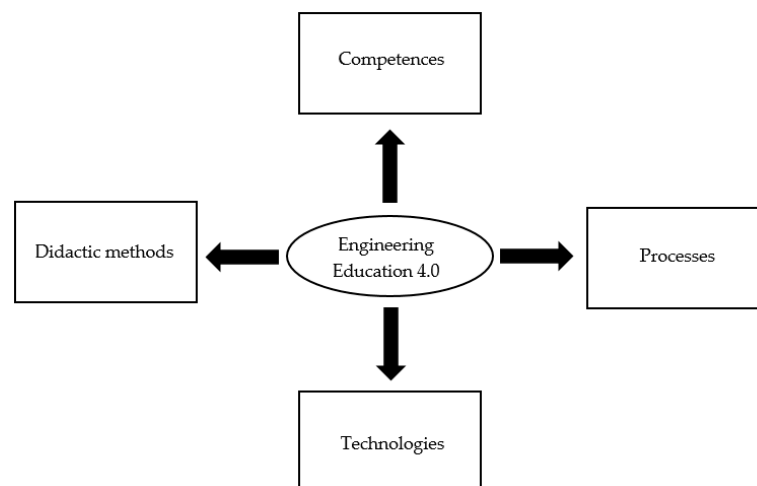 Competences
Didactic methods
Engineering
Education 4.0
Processes
Technologies